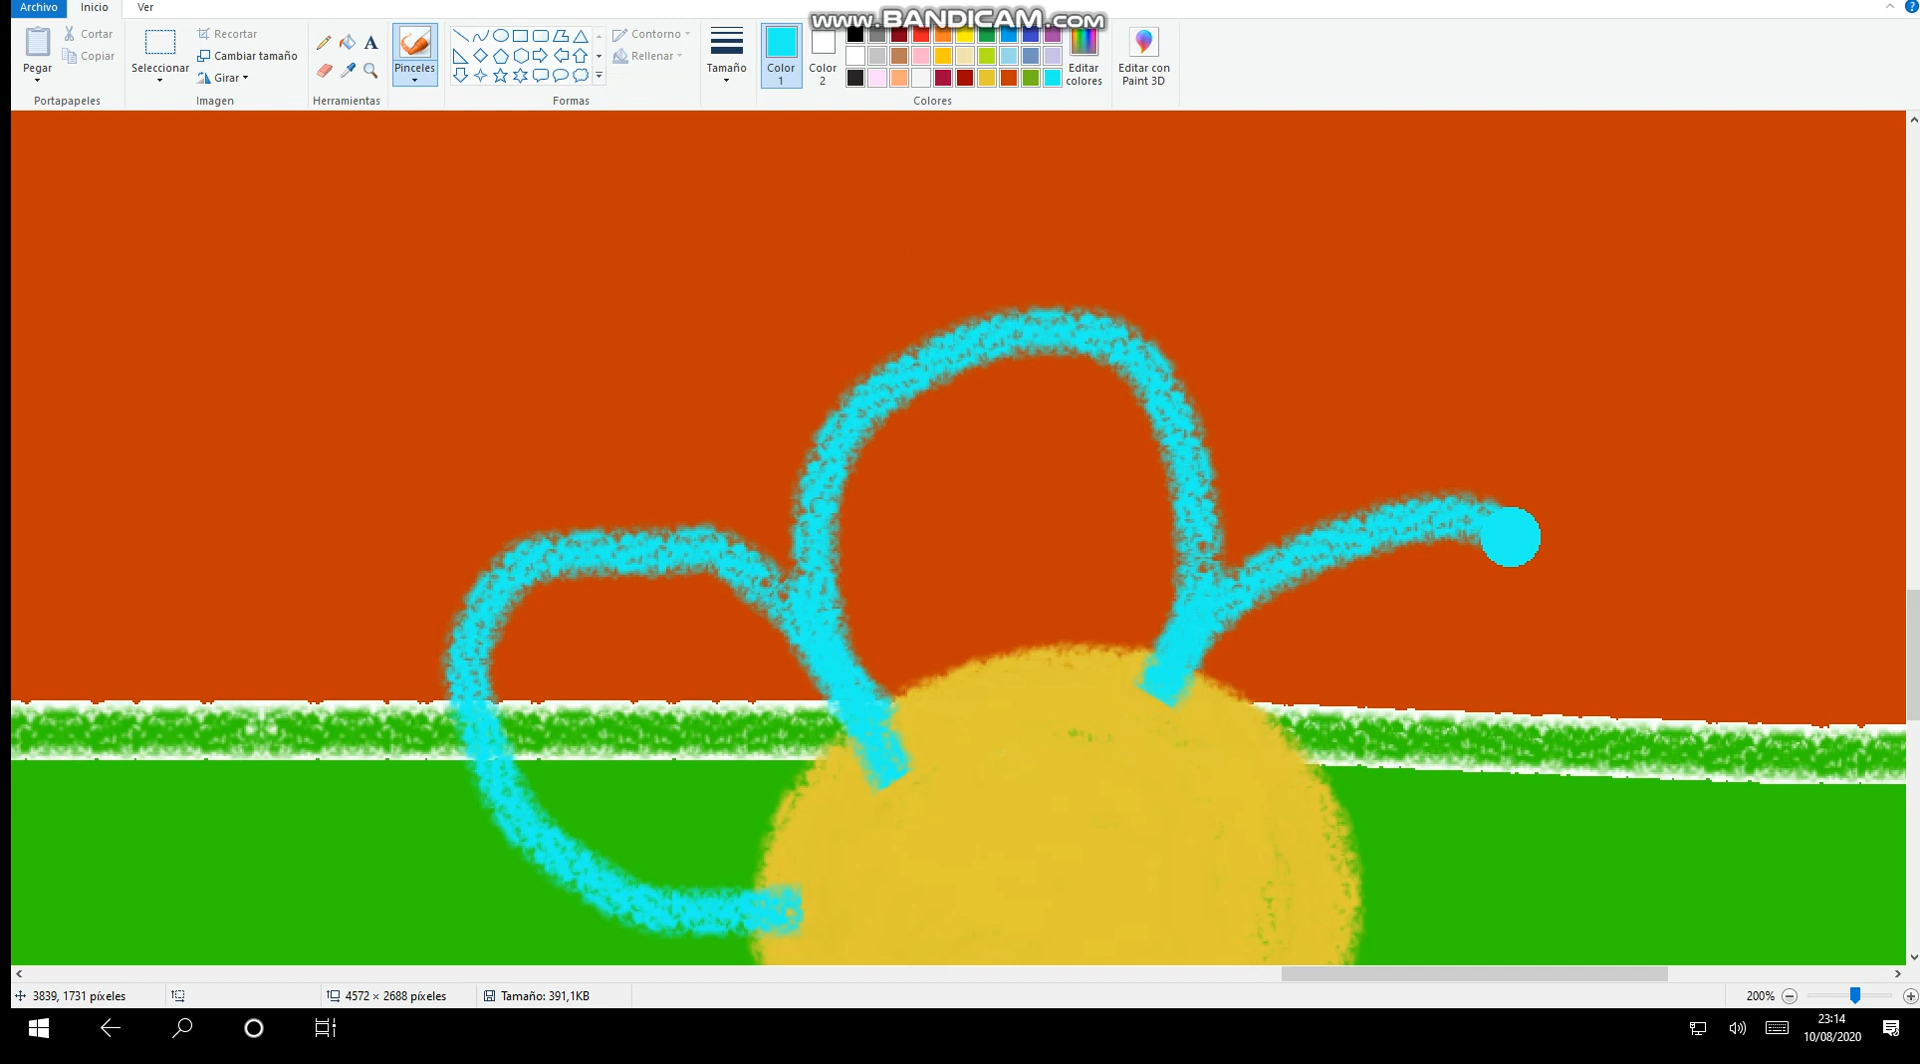 Archivo Inicio Ver
www.BANDICAM.com
Pegar
Cortar
Copiar
Portapapeles
Seleccionar
Recortar
Cambiar tamaño
Girar
Imagen
A
Herramientas
Pinceles
Contorno
Rellenar
Formas
Tamaño
Color 1
Color 2
Editar colores
Colores
Editar con Paint 3D
3839, 1731 píxeles
4572 × 2688 píxeles
Tamaño: 391,1KB
200%
23:14
10/08/2020